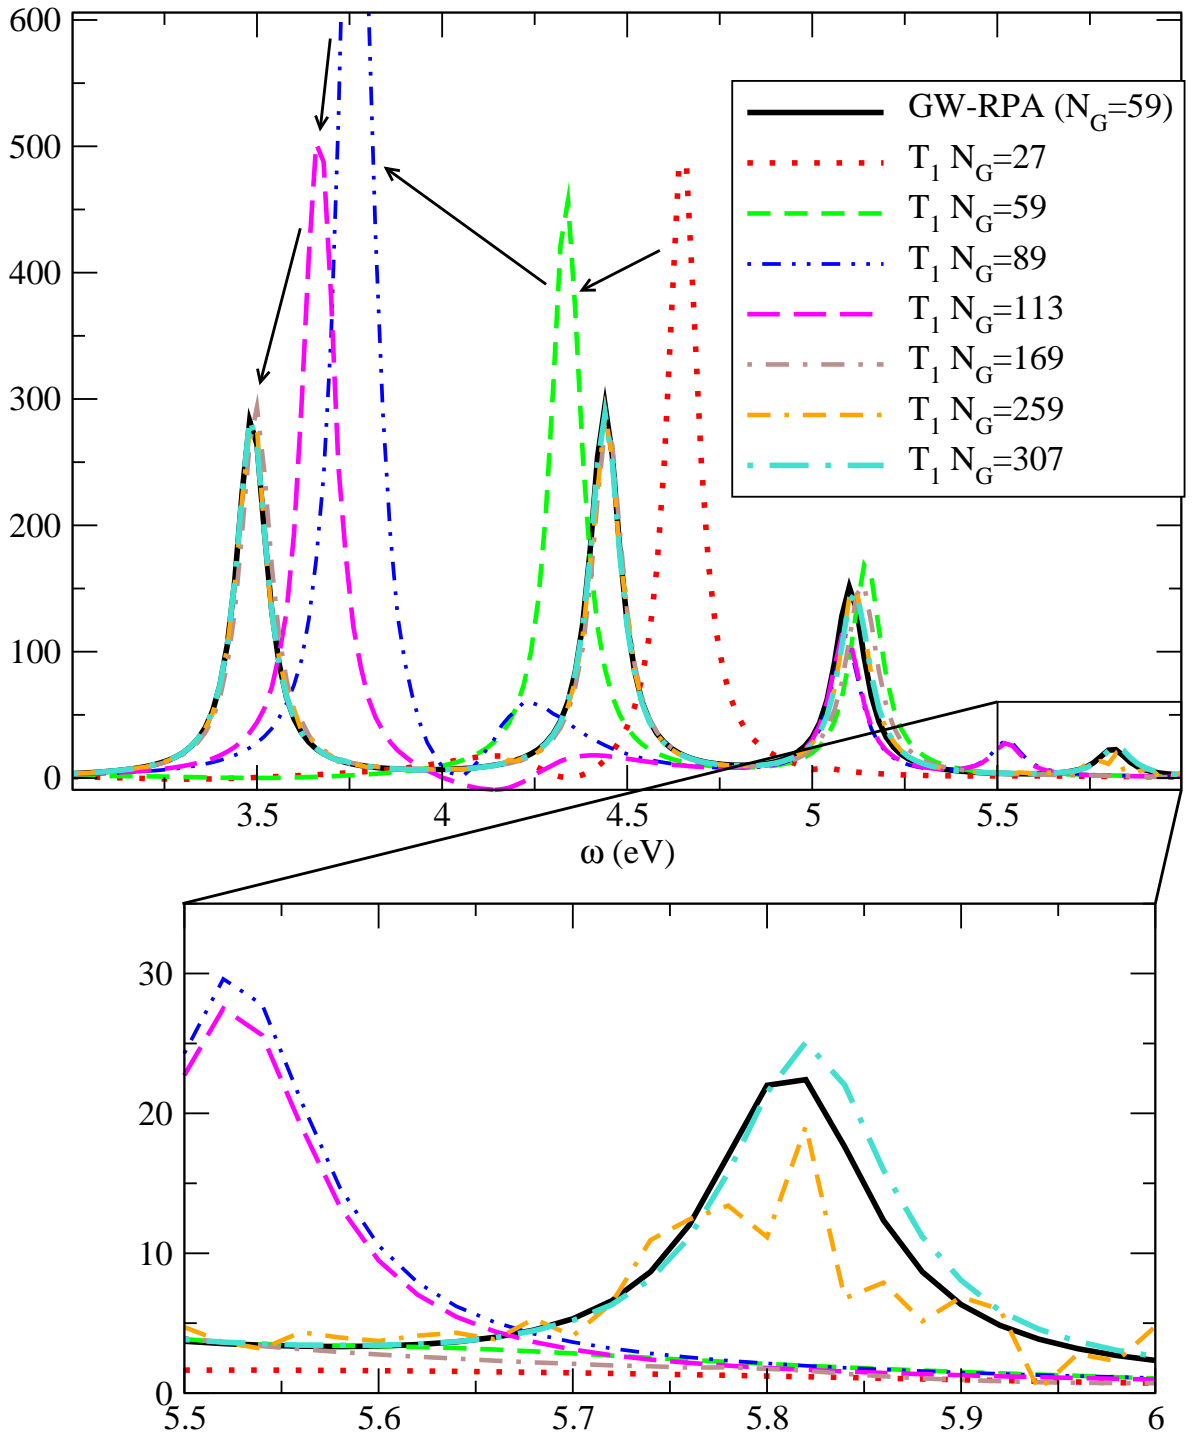 600
500
400
300
200
100
0
GW-RPA (N_G=59)
T_1 N_G=27
T_1 N_G=59
T_1 N_G=89
T_1 N_G=113
T_1 N_G=169
T_1 N_G=259
T_1 N_G=307
3.5 4 4.5 5 5.5
ω (eV)
30
20
10
0
5.5 5.6 5.7 5.8 5.9 6